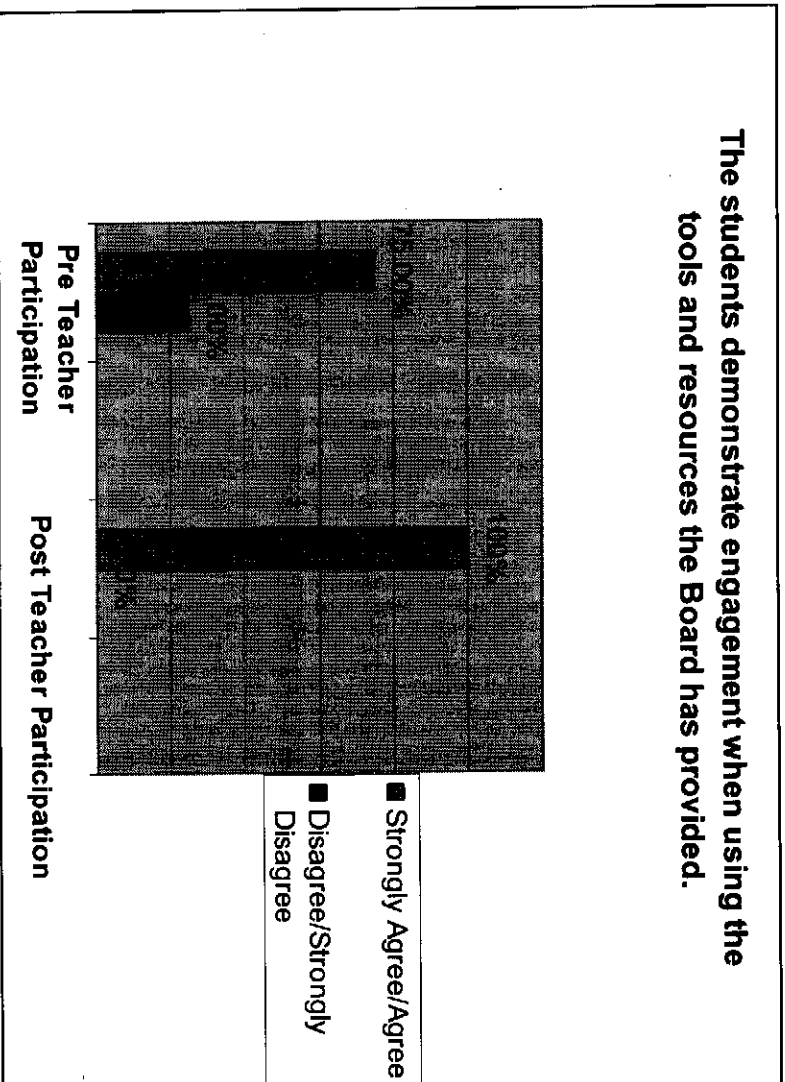 The students demonstrate engagement when using the
tools and resources the Board has provided.
75.00%
100%
Strongly Agree/Agree
Disagree/Strongly
Disagree
Pre Teacher
Participation
Post Teacher Participation